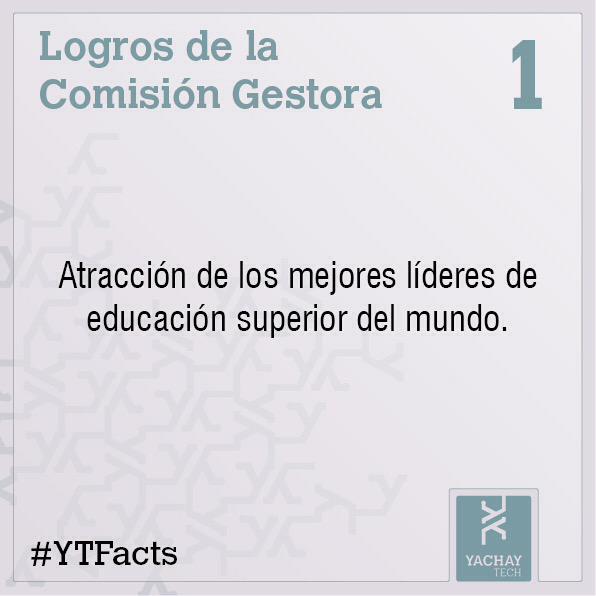 Logros de la
Comisión Gestora
1
Atracción de los mejores líderes de
educación superior del mundo.
#YTFacts
YACHAY
TECH